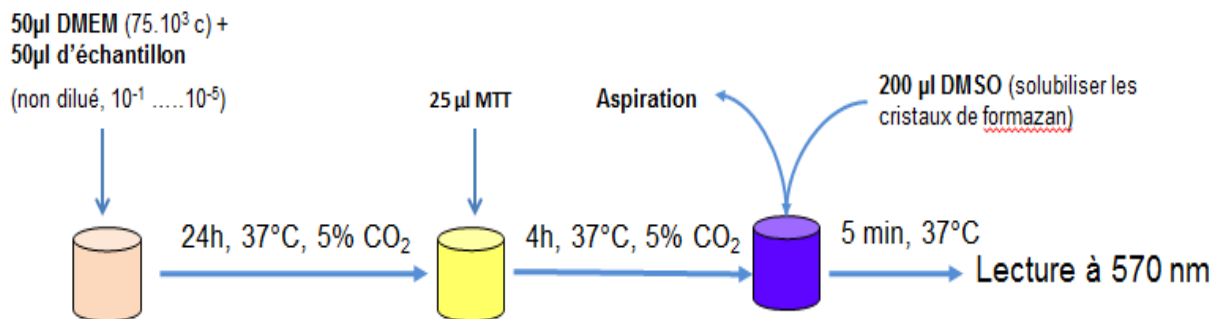 50µl DMEM (75.10³ c) +
50µl d'échantillon
(non dilué, 10⁻¹ .....10⁻⁵)
25 µl MTT
Aspiration
200 µl DMSO (solubiliser les
cristaux de formazan)
24h, 37°C, 5% CO₂
4h, 37°C, 5% CO₂
5 min, 37°C
Lecture à 570 nm